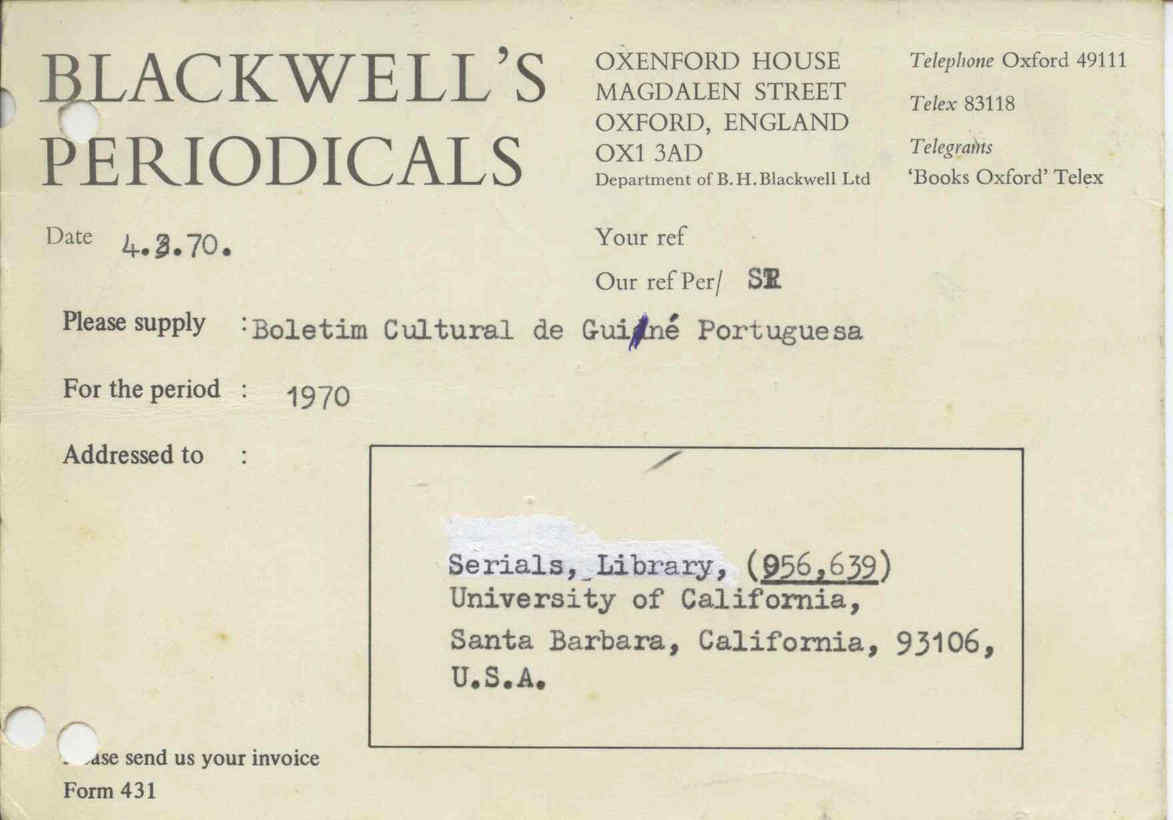 BLACKWELL'S
PERIODICALS
OXENFORD HOUSE
MAGDALEN STREET
OXFORD, ENGLAND
OX1 3AD
Department of B.H.Blackwell Ltd
Telephone Oxford 49111
Telex 83118
Telegrams
'Books Oxford' Telex
Date 4.3.70.
Your ref
Our ref Per/ SR
Please supply : Boletim Cultural de Guiné Portuguesa
For the period : 1970
Addressed to :
Serials, Library, (956,639)
University of California,
Santa Barbara, California, 93106,
U.S.A.
send us your invoice
Form 431